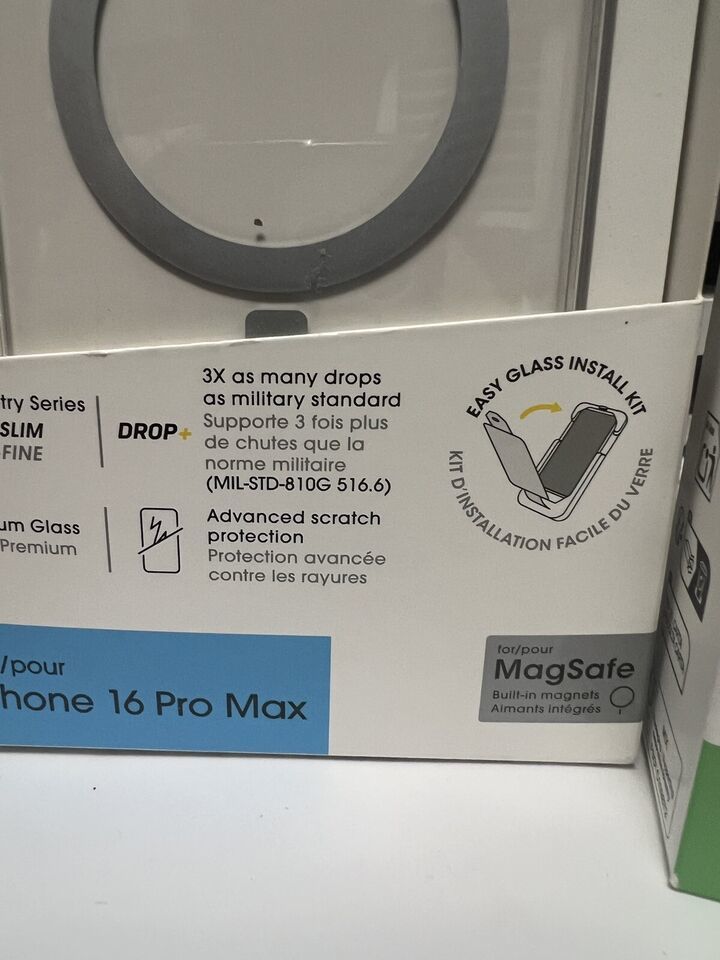 try Series
SLIM
FINE
DROP+
3X as many drops
as military standard
Supporte 3 fois plus
de chutes que la
norme militaire
(MIL-STD-810G 516.6)
EASY GLASS INSTALL KIT
KIT D'INSTALLATION FACILE DU VERRE
um Glass
Premium
Advanced scratch
protection
Protection avancée
contre les rayures
/pour
hone 16 Pro Max
for/pour
MagSafe
Built-in magnets
Aimants intégrés